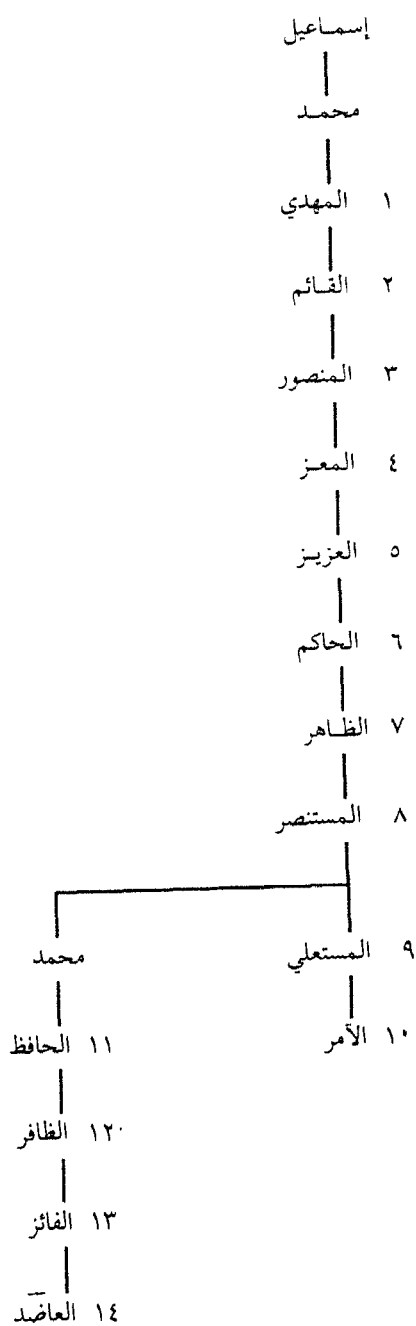 إسماعيل
محمد
١ المهدي
٢ القائم
٣ المنصور
٤ المعز
٥ العزيز
٦ الحاكم
٧ الظاهر
٨ المستنصر
٩ المستعلي
محمد
١٠ الآمر
١١ الحافظ
١٢ الظافر
١٣ الفائز
١٤ العاضد